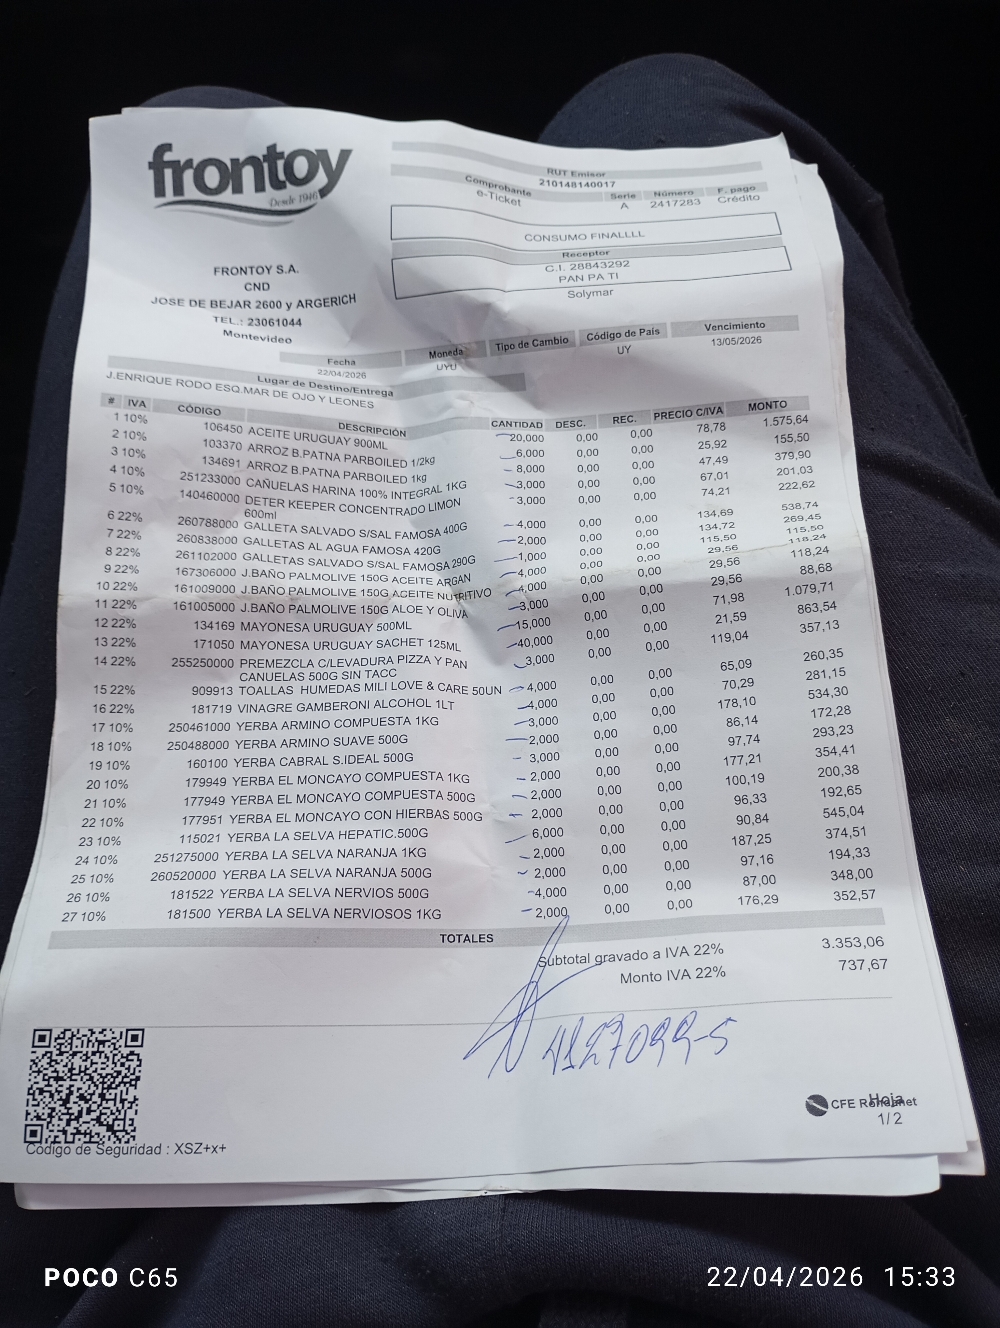 frontoy
Desde 1946
RUT Emisor
210148140017
Comprobante Serie Número F. pago
e-Ticket A 2417283 Crédito
CONSUMO FINALLLL
Receptor
C.I. 28843292
PAN PA TI
Solymar
FRONTOY S.A.
CND
JOSE DE BEJAR 2600 y ARGERICH
TEL.: 23061044
Montevideo
Fecha Moneda Tipo de Cambio Código de País Vencimiento
22/04/2026 UYU UY 13/05/2026
Lugar de Destino/Entrega
J.ENRIQUE RODO ESQ.MAR DE OJO Y LEONES
# IVA CÓDIGO DESCRIPCIÓN CANTIDAD DESC. REC. PRECIO C/IVA MONTO
1 10% 106450 ACEITE URUGUAY 900ML 20,000 0,00 0,00 78,78 1.575,64
2 10% 103370 ARROZ B.PATNA PARBOILED 1/2kg 6,000 0,00 0,00 25,92 155,50
3 10% 134691 ARROZ B.PATNA PARBOILED 1kg 8,000 0,00 0,00 47,49 379,90
4 10% 251233000 CAÑUELAS HARINA 100% INTEGRAL 1KG 3,000 0,00 0,00 67,01 201,03
5 10% 140460000 DETER KEEPER CONCENTRADO LIMON 3,000 0,00 0,00 74,21 222,62
600ml
6 22% 260788000 GALLETA SALVADO S/SAL FAMOSA 400G 4,000 0,00 0,00 134,69 538,74
7 22% 260838000 GALLETAS AL AGUA FAMOSA 420G 2,000 0,00 0,00 134,72 269,45
8 22% 261102000 GALLETAS SALVADO S/SAL FAMOSA 290G 1,000 0,00 0,00 115,50 115,50
9 22% 167306000 J.BAÑO PALMOLIVE 150G ACEITE ARGAN 4,000 0,00 0,00 29,56 118,24
10 22% 161009000 J.BAÑO PALMOLIVE 150G ACEITE NUTRITIVO 4,000 0,00 0,00 29,56 118,24
11 22% 161005000 J.BAÑO PALMOLIVE 150G ALOE Y OLIVA 3,000 0,00 0,00 29,56 88,68
12 22% 134169 MAYONESA URUGUAY 500ML 15,000 0,00 0,00 71,98 1.079,71
13 22% 171050 MAYONESA URUGUAY SACHET 125ML 40,000 0,00 0,00 21,59 863,54
14 22% 255250000 PREMEZCLA C/LEVADURA PIZZA Y PAN 3,000 0,00 0,00 119,04 357,13
CANUELAS 500G SIN TACC
15 22% 909913 TOALLAS HUMEDAS MILI LOVE & CARE 50UN 4,000 0,00 0,00 65,09 260,35
16 22% 181719 VINAGRE GAMBERONI ALCOHOL 1LT 4,000 0,00 0,00 70,29 281,15
17 10% 250461000 YERBA ARMINO COMPUESTA 1KG 3,000 0,00 0,00 178,10 534,30
18 10% 250488000 YERBA ARMINO SUAVE 500G 2,000 0,00 0,00 86,14 172,28
19 10% 160100 YERBA CABRAL S.IDEAL 500G 3,000 0,00 0,00 97,74 293,23
20 10% 179949 YERBA EL MONCAYO COMPUESTA 1KG 2,000 0,00 0,00 177,21 354,41
21 10% 177949 YERBA EL MONCAYO COMPUESTA 500G 2,000 0,00 0,00 100,19 200,38
22 10% 177951 YERBA EL MONCAYO CON HIERBAS 500G 2,000 0,00 0,00 96,33 192,65
23 10% 115021 YERBA LA SELVA HEPATIC.500G 6,000 0,00 0,00 90,84 545,04
24 10% 251275000 YERBA LA SELVA NARANJA 1KG 2,000 0,00 0,00 187,25 374,51
25 10% 260520000 YERBA LA SELVA NARANJA 500G 2,000 0,00 0,00 97,16 194,33
26 10% 181522 YERBA LA SELVA NERVIOS 500G 4,000 0,00 0,00 87,00 348,00
27 10% 181500 YERBA LA SELVA NERVIOSOS 1KG 2,000 0,00 0,00 176,29 352,57
TOTALES
Subtotal gravado a IVA 22% 3.353,06
Monto IVA 22% 737,67
4127099-5
CFE
Hoja
1/2
Código de Seguridad : XSZ+x+
POCO C65
22/04/2026 15:33